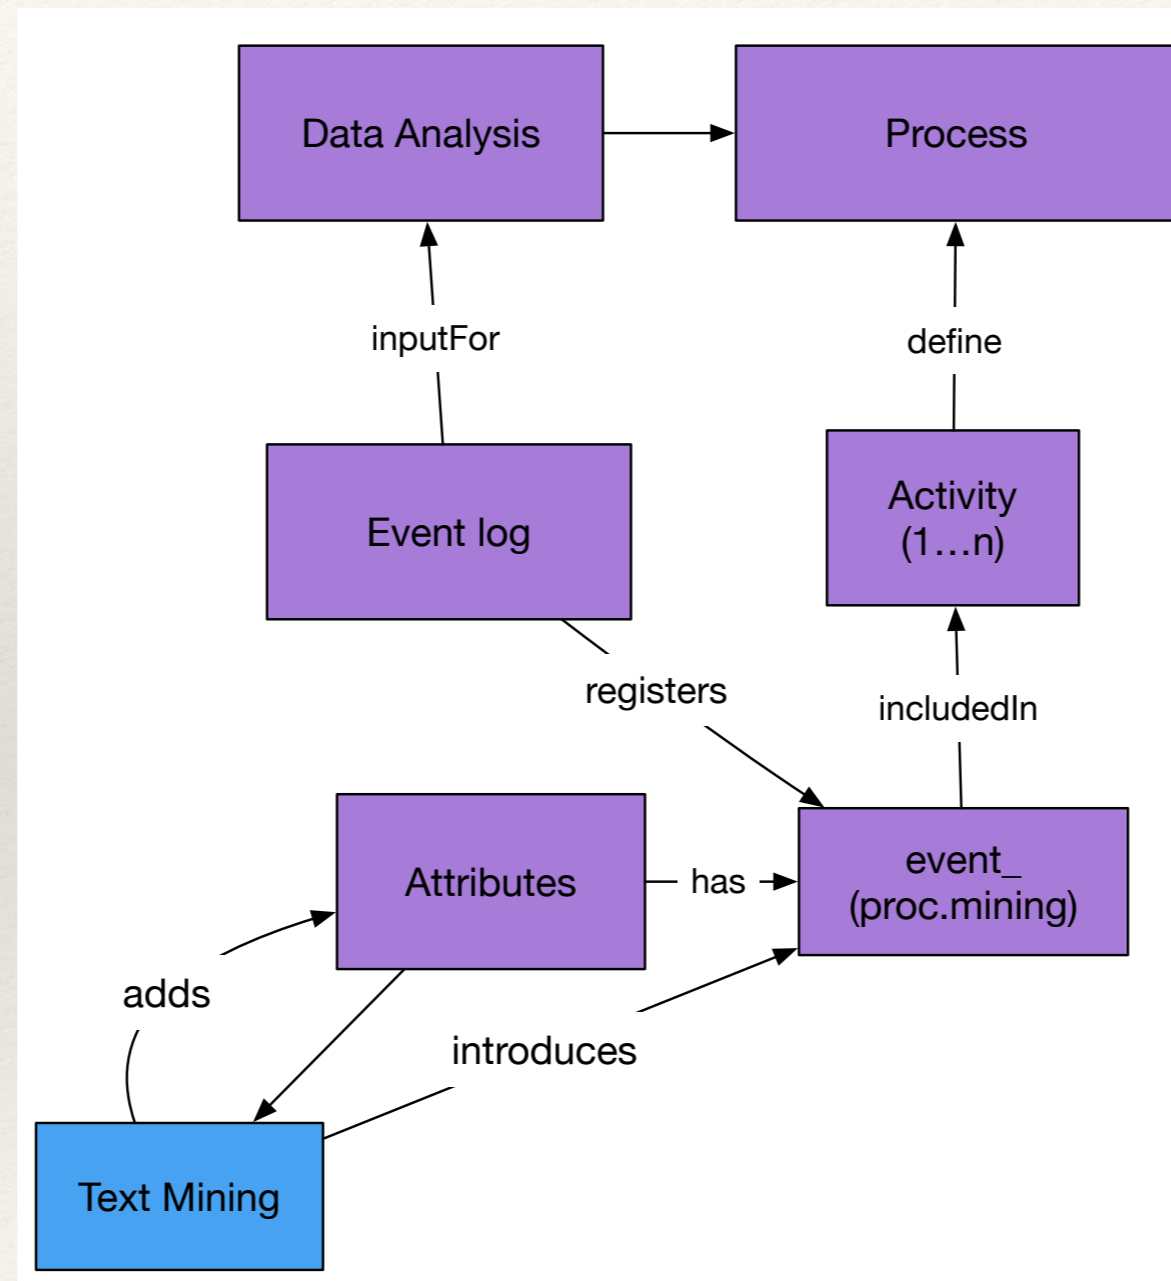 Data Analysis
Process
inputFor
define
Event log
Activity
(1…n)
registers
includedIn
Attributes
has
event_
(proc.mining)
adds
introduces
Text Mining